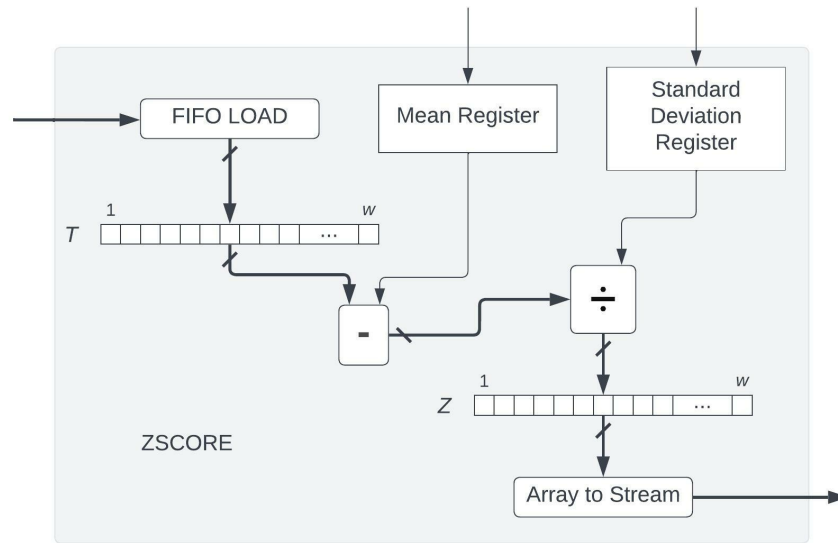 FIFO LOAD
Mean Register
Standard
Deviation
Register
1
w
T
...
-
÷
1
w
Z
...
ZSCORE
Array to Stream